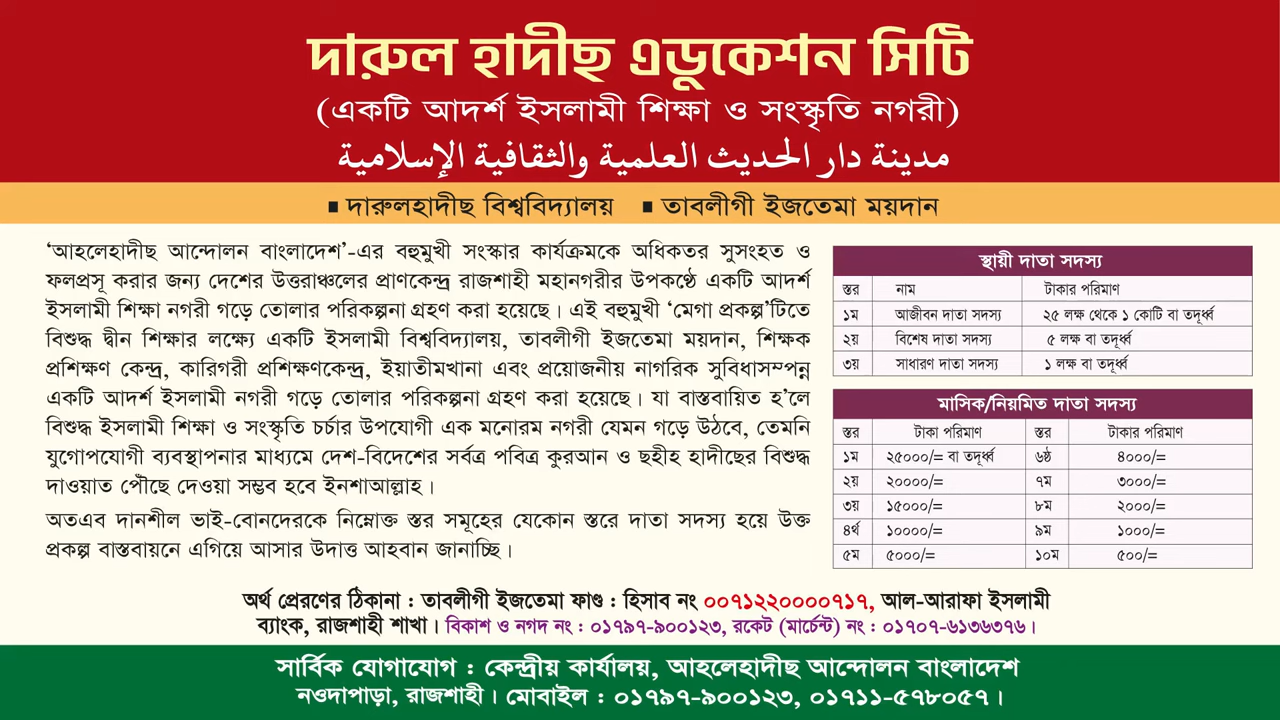 দারুল হাদীছ এডুকেশন সিটি
(একটি আদর্শ ইসলামী শিক্ষা ও সংস্কৃতি নগরী)
مدينة دار الحديث العلمية والثقافية الإسلامية
▪ দারুলহাদীছ বিশ্ববিদ্যালয় ▪ তাবলীগী ইজতেমা ময়দান
‘আহলেহাদীছ আন্দোলন বাংলাদেশ’-এর বহুমুখী সংস্কার কার্যক্রমকে অধিকতর সুসংহত ও
ফলপ্রসূ করার জন্য দেশের উত্তরাঞ্চলের প্রাণকেন্দ্র রাজশাহী মহানগরীর উপকণ্ঠে একটি আদর্শ
ইসলামী শিক্ষা নগরী গড়ে তোলার পরিকল্পনা গ্রহণ করা হয়েছে। এই বহুমুখী ‘মেগা প্রকল্প’টিতে
বিশুদ্ধ দ্বীন শিক্ষার লক্ষ্যে একটি ইসলামী বিশ্ববিদ্যালয়, তাবলীগী ইজতেমা ময়দান, শিক্ষক
প্রশিক্ষণ কেন্দ্র, কারিগরী প্রশিক্ষণকেন্দ্র, ইয়াতীমখানা এবং প্রয়োজনীয় নাগরিক সুবিধাসম্পন্ন
একটি আদর্শ ইসলামী নগরী গড়ে তোলার পরিকল্পনা গ্রহণ করা হয়েছে। যা বাস্তবায়িত হ’লে
বিশুদ্ধ ইসলামী শিক্ষা ও সংস্কৃতি চর্চার উপযোগী এক মনোরম নগরী যেমন গড়ে উঠবে, তেমনি
যুগোপযোগী ব্যবস্থাপনার মাধ্যমে দেশ-বিদেশের সর্বত্র পবিত্র কুরআন ও ছহীহ হাদীছের বিশুদ্ধ
দাওয়াত পৌঁছে দেওয়া সম্ভব হবে ইনশাআল্লাহ।
অতএব দানশীল ভাই-বোনদেরকে নিম্নোক্ত স্তর সমূহের যেকোন স্তরে দাতা সদস্য হয়ে উক্ত
প্রকল্প বাস্তবায়নে এগিয়ে আসার উদাত্ত আহবান জানাচ্ছি।
স্থায়ী দাতা সদস্য
স্তর নাম টাকার পরিমাণ
১ম আজীবন দাতা সদস্য ২৫ লক্ষ থেকে ১ কোটি বা তদূর্ধ্ব
২য় বিশেষ দাতা সদস্য ৫ লক্ষ বা তদূর্ধ্ব
৩য় সাধারণ দাতা সদস্য ১ লক্ষ বা তদূর্ধ্ব
মাসিক/নিয়মিত দাতা সদস্য
স্তর টাকা পরিমাণ স্তর টাকার পরিমাণ
১ম ২৫০০০/= বা তদূর্ধ্ব ৬ষ্ঠ ৪০০০/=
২য় ২০০০০/= ৭ম ৩০০০/=
৩য় ১৫০০০/= ৮ম ২০০০/=
৪র্থ ১০০০০/= ৯ম ১০০০/=
৫ম ৫০০০/= ১০ম ৫০০/=
অর্থ প্রেরণের ঠিকানা : তাবলীগী ইজতেমা ফাণ্ড : হিসাব নং ০০৭১২২০০০০৭১৭, আল-আরাফা ইসলামী
ব্যাংক, রাজশাহী শাখা। বিকাশ ও নগদ নং : ০১৭৯৭-৯০০১২৩, রকেট (মার্চেন্ট) নং : ০১৭০৭-৬১৩৬৩৭৬।
সার্বিক যোগাযোগ : কেন্দ্রীয় কার্যালয়, আহলেহাদীছ আন্দোলন বাংলাদেশ
নওদাপাড়া, রাজশাহী। মোবাইল : ০১৭৯৭-৯০০১২৩, ০১৭১১-৫৭৮০৫৭।